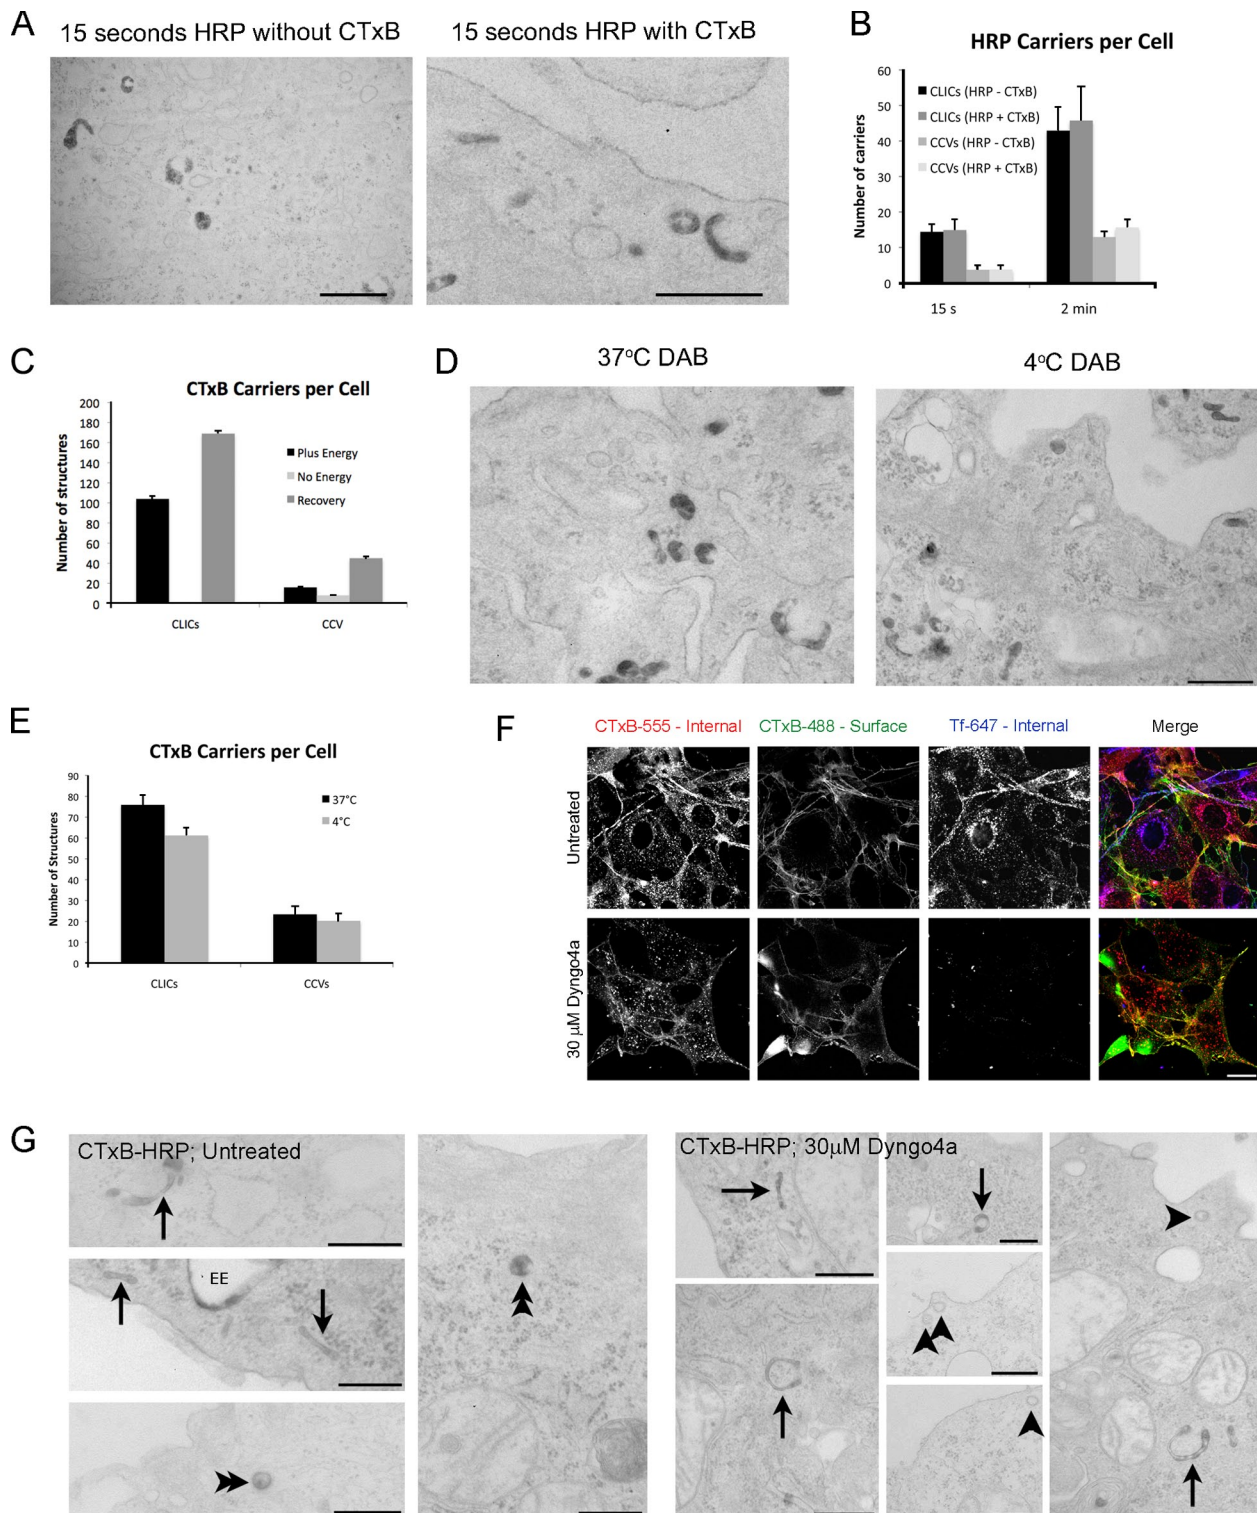 A
15 seconds HRP without CTxB
15 seconds HRP with CTxB
B
HRP Carriers per Cell
Number of carriers
60
50
40
30
20
10
0
CLICs (HRP - CTxB)
CLICs (HRP + CTxB)
CCVs (HRP - CTxB)
CCVs (HRP + CTxB)
15 s
2 min
C
CTxB Carriers per Cell
Number of structures
200
180
160
140
120
100
80
60
40
20
0
Plus Energy
No Energy
Recovery
CLICs
CCV
D
37°C DAB
4°C DAB
E
CTxB Carriers per Cell
Number of Structures
90
80
70
60
50
40
30
20
10
0
37°C
4°C
CLICs
CCVs
F
CTxB-555 - Internal
CTxB-488 - Surface
Tf-647 - Internal
Merge
Untreated
30 µM Dyngo4a
G
CTxB-HRP; Untreated
EE
CTxB-HRP; 30µM Dyngo4a